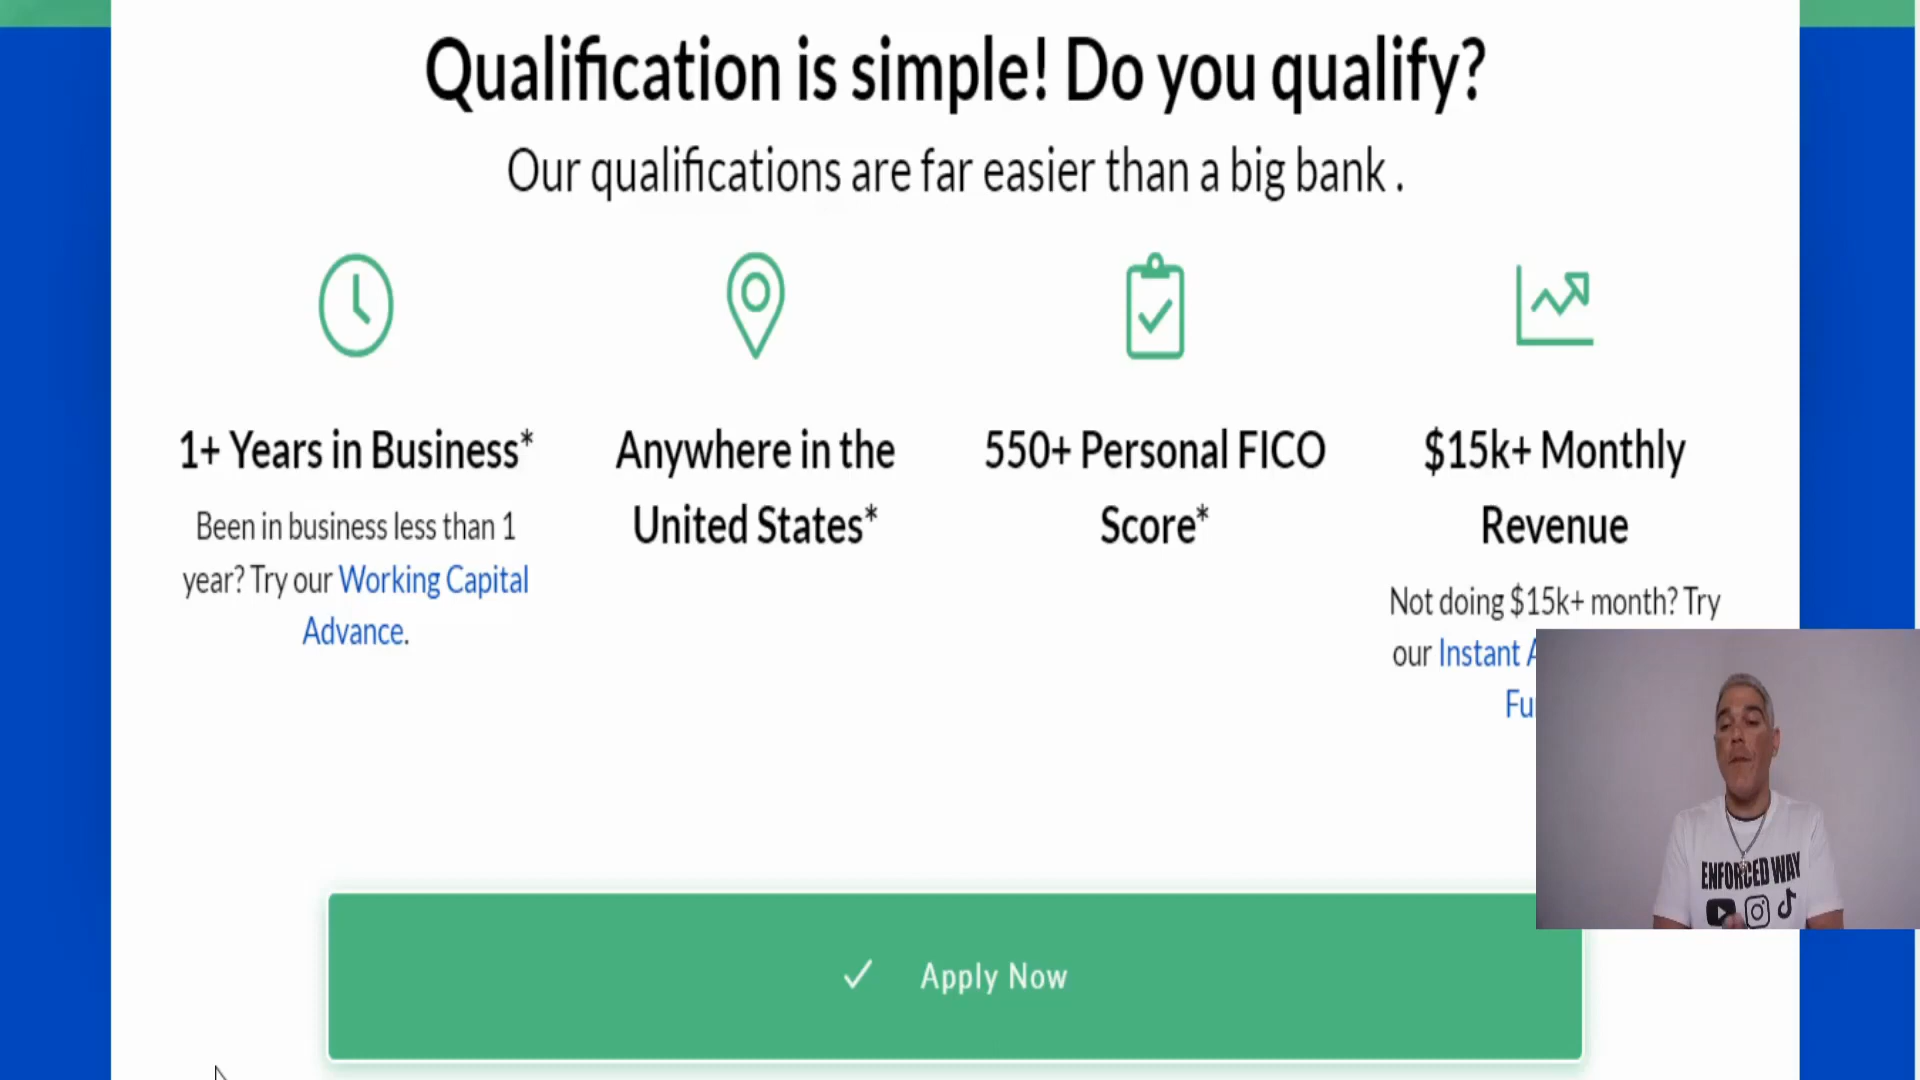 Qualification is simple! Do you qualify?
Our qualifications are far easier than a big bank .
1+ Years in Business*
Been in business less than 1
year? Try our Working Capital
Advance.
Anywhere in the
United States*
550+ Personal FICO
Score*
$15k+ Monthly
Revenue
Not doing $15k+ month? Try
our Instant
Apply Now
ENFORCED WAY